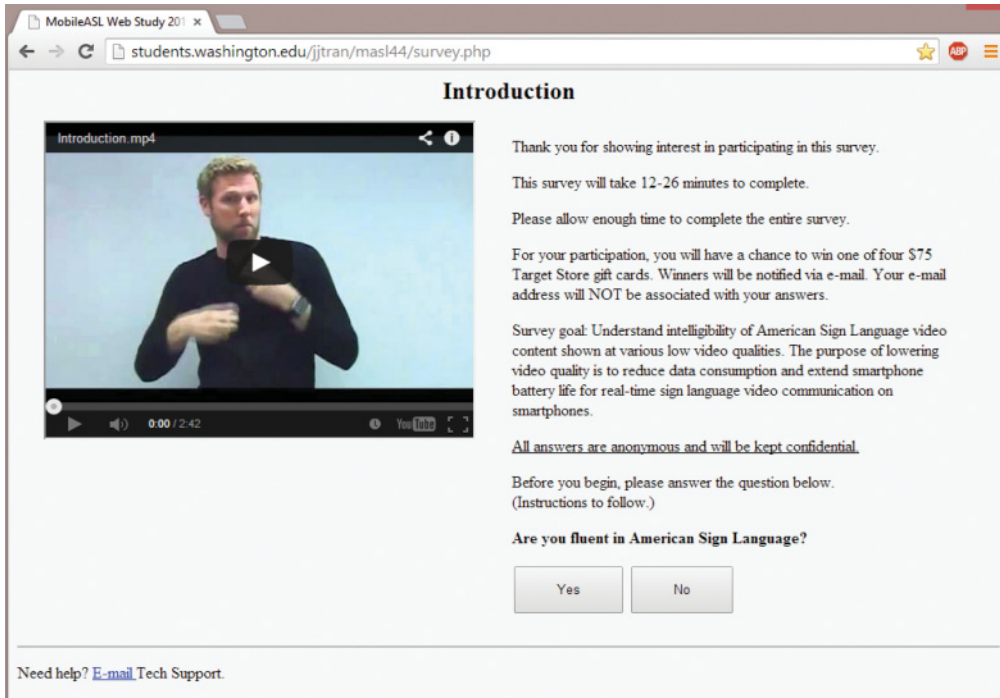 MobileASL Web Study 201
students.washington.edu/jjtran/masl44/survey.php
ABP
Introduction
Introduction.mp4
0:00 / 2:42
YouTube
Thank you for showing interest in participating in this survey.
This survey will take 12-26 minutes to complete.
Please allow enough time to complete the entire survey.
For your participation, you will have a chance to win one of four $75
Target Store gift cards. Winners will be notified via e-mail. Your e-mail
address will NOT be associated with your answers.
Survey goal: Understand intelligibility of American Sign Language video
content shown at various low video qualities. The purpose of lowering
video quality is to reduce data consumption and extend smartphone
battery life for real-time sign language video communication on
smartphones.
All answers are anonymous and will be kept confidential.
Before you begin, please answer the question below.
(Instructions to follow.)
Are you fluent in American Sign Language?
Yes
No
Need help? E-mail Tech Support.